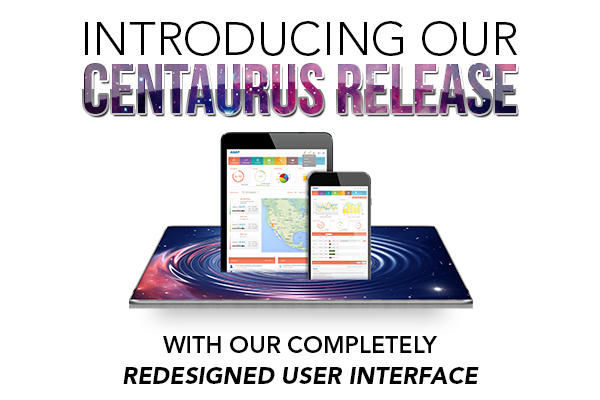 INTRODUCING OUR
CENTAURUS RELEASE
WITH OUR COMPLETELY
REDESIGNED USER INTERFACE